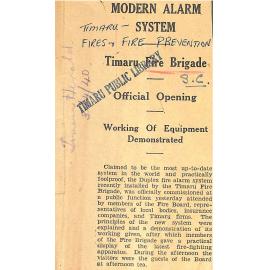 MODERN ALARM
SYSTEM
TIMARU -
FIRES - FIRE PREVENTION
Timaru Fire Brigade
S.C.
TIMARU PUBLIC LIBRARY
Official Opening
Working Of Equipment
Demonstrated
Claimed to be the most up-to-date
system in the world and practically
foolproof, the Duplex fire alarm system
recently installed by the Timaru Fire
Brigade, was officially commissioned at
a public function yesterday attended
by members of the Fire Board, repre-
sentatives of local bodies, insurance
companies, and Timaru firms. The
principles of the new system were
explained and a demonstration of its
working given, after which members
of the Fire Brigade gave a practical
display of the latest fire-fighting
apparatus. During the afternoon the
visitors were the guests of the Board
at afternoon tea.